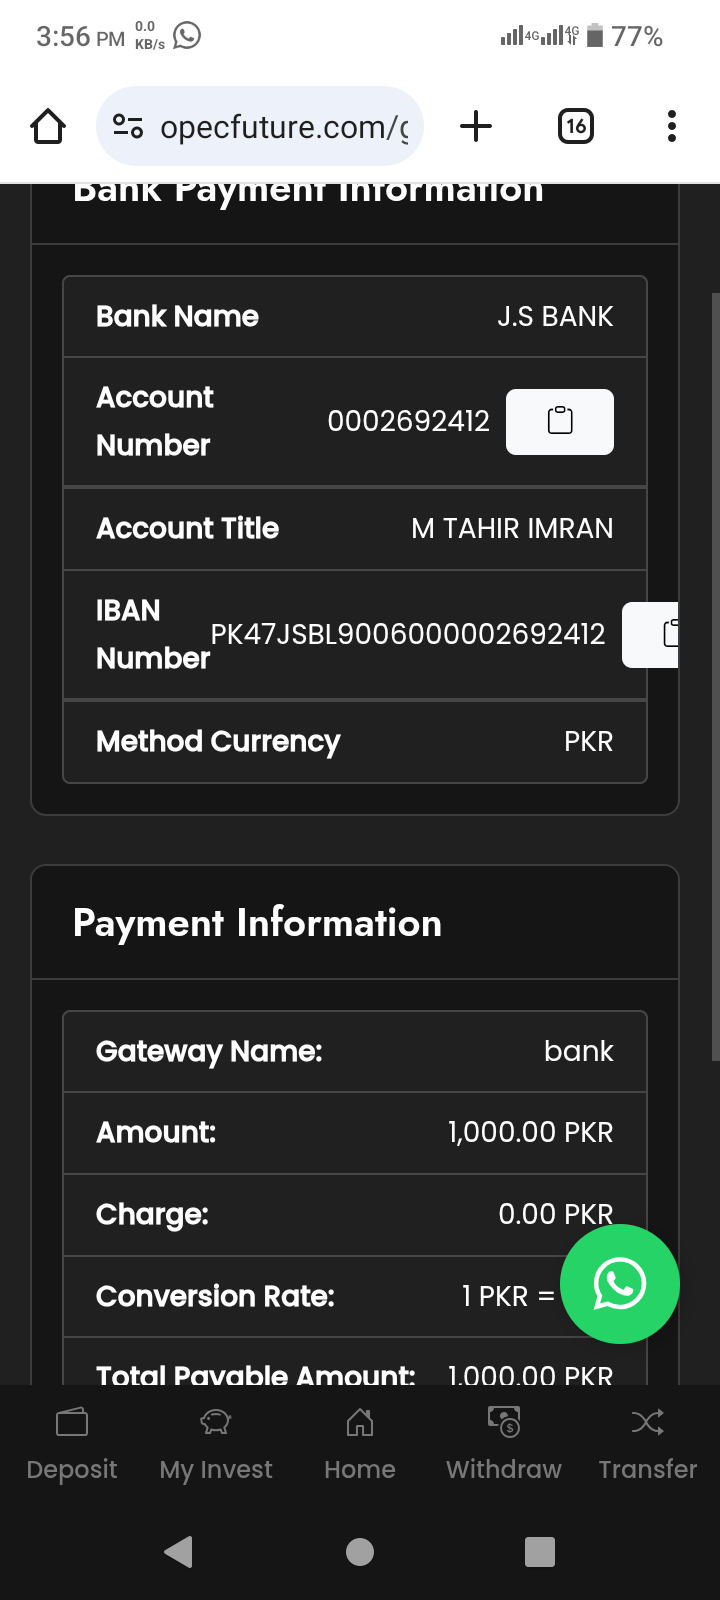 3:56 PM 0.0 KB/s 4G 4G 77%
opecfuture.com/g
16
Bank Payment Information
Bank Name J.S BANK
Account Number 0002692412
Account Title M TAHIR IMRAN
IBAN Number PK47JSBL9006000002692412
Method Currency PKR
Payment Information
Gateway Name: bank
Amount: 1,000.00 PKR
Charge: 0.00 PKR
Conversion Rate: 1 PKR =
Total Payable Amount: 1,000.00 PKR
Deposit My Invest Home Withdraw Transfer